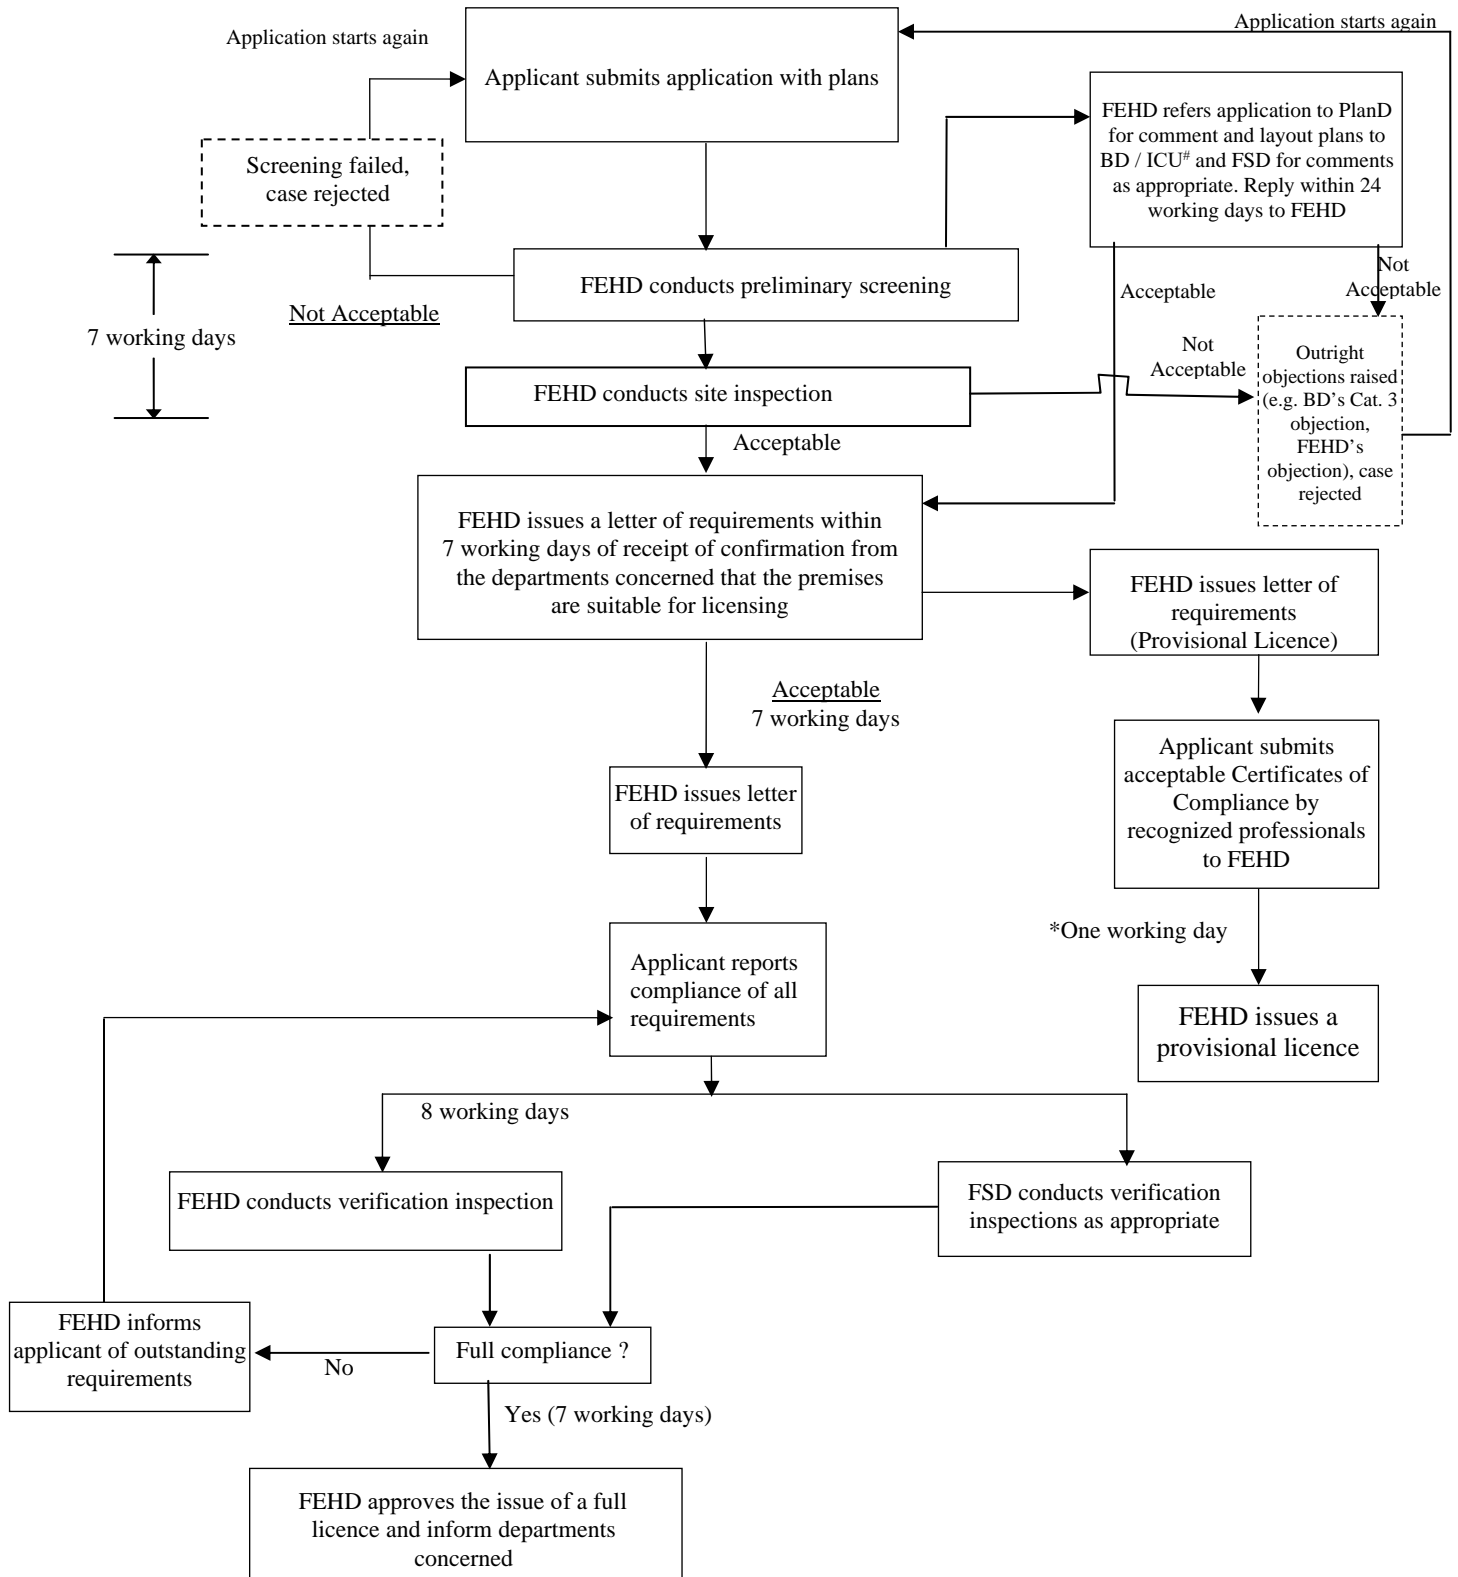 Application starts again
Application starts again
Applicant submits application with plans
FEHD refers application to PlanD
for comment and layout plans to
BD / ICU# and FSD for comments
as appropriate. Reply within 24
working days to FEHD
Screening failed,
case rejected
FEHD conducts preliminary screening
Not Acceptable
7 working days
Acceptable
Not
Acceptable
FEHD conducts site inspection
Not
Acceptable
Outright
objections raised
(e.g. BD’s Cat. 3
objection,
FEHD’s
objection), case
rejected
Acceptable
FEHD issues a letter of requirements within
7 working days of receipt of confirmation from
the departments concerned that the premises
are suitable for licensing
FEHD issues letter of
requirements
(Provisional Licence)
Acceptable
7 working days
Applicant submits
acceptable Certificates of
Compliance by
recognized professionals
to FEHD
FEHD issues letter
of requirements
*One working day
Applicant reports
compliance of all
requirements
FEHD issues a
provisional licence
8 working days
FEHD conducts verification inspection
FSD conducts verification
inspections as appropriate
FEHD informs
applicant of outstanding
requirements
No
Full compliance ?
Yes (7 working days)
FEHD approves the issue of a full
licence and inform departments
concerned